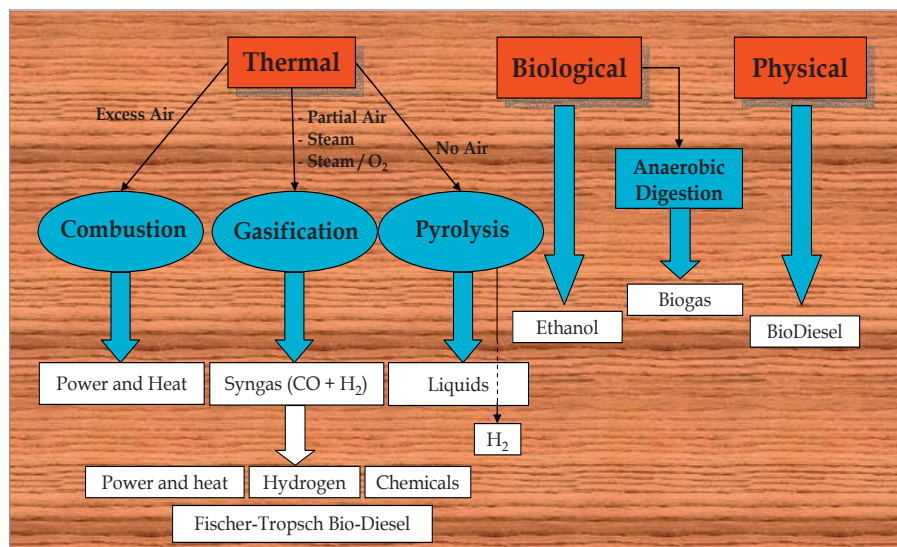 Thermal
Biological
Physical
Excess Air
- Partial Air
- Steam
- Steam / O₂
No Air
Anaerobic
Digestion
Combustion
Gasification
Pyrolysis
Biogas
Ethanol
BioDiesel
Power and Heat
Syngas (CO + H₂)
Liquids
H₂
Power and heat
Hydrogen
Chemicals
Fischer-Tropsch Bio-Diesel